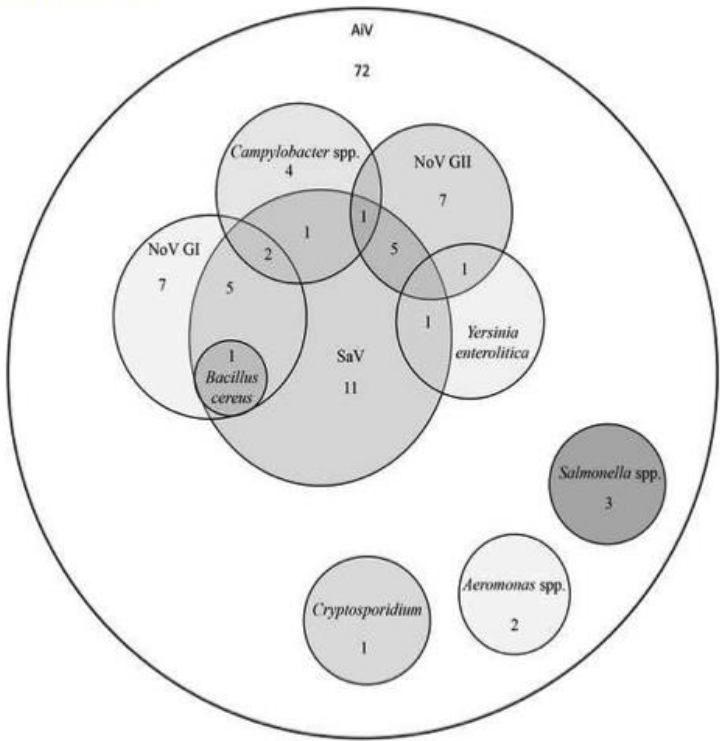 AiV
72
Campylobacter spp.
4
NoV GII
7
1
1
5
NoV GI
2
7
5
1
1
Yersinia
enterolitica
1
Bacillus
cereus
SaV
11
Salmonella spp.
3
Aeromonas spp.
2
Cryptosporidium
1